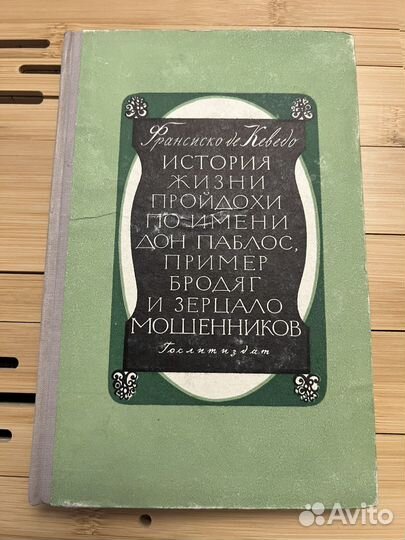 Франсиско де Кеведо
ИСТОРИЯ
ЖИЗНИ
ПРОЙДОХИ
ПО ИМЕНИ
ДОН ПАБЛОС,
ПРИМЕР
БРОДЯГ
И ЗЕРЦАЛО
МОШЕННИКОВ
Гослитиздат
Avito